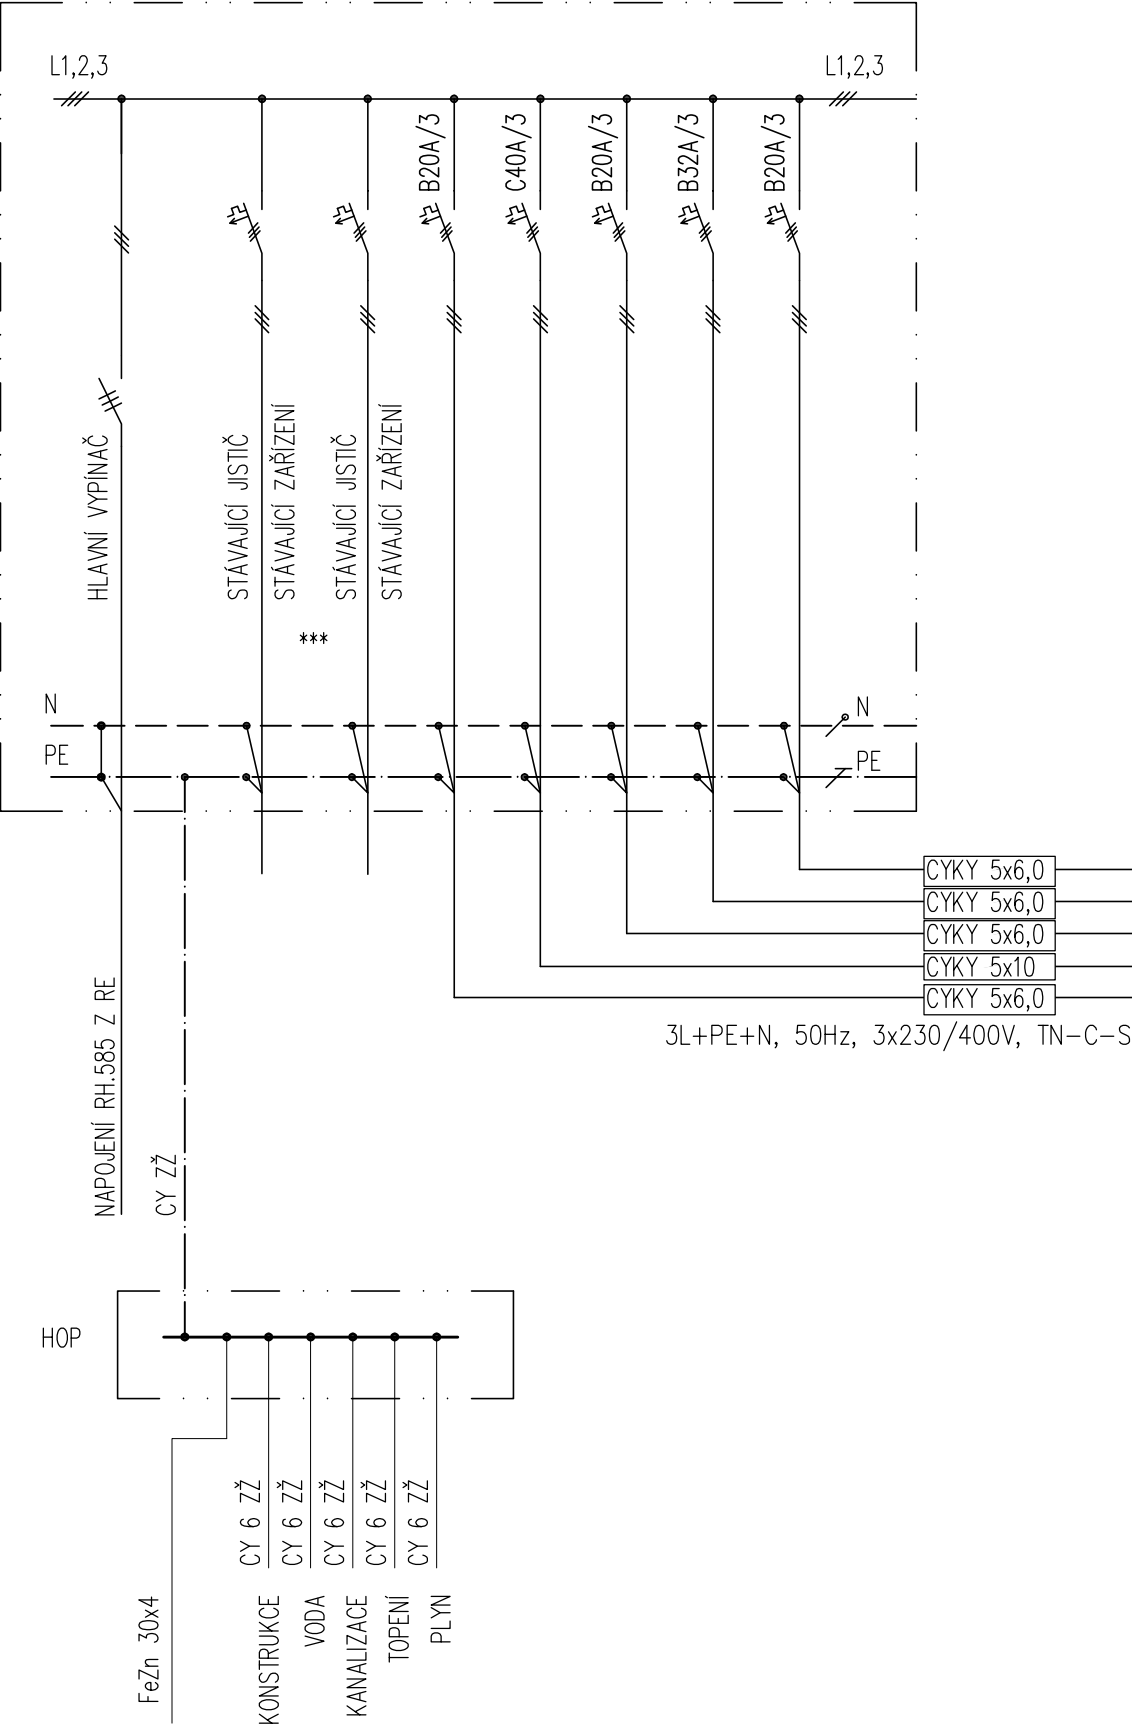 L1,2,3
L1,2,3
B20A/3
C40A/3
B20A/3
B32A/3
B20A/3
HLAVNÍ VYPÍNAČ
STÁVAJÍCÍ JISTIČ
STÁVAJÍCÍ ZAŘÍZENÍ
STÁVAJÍCÍ JISTIČ
STÁVAJÍCÍ ZAŘÍZENÍ
***
N
N
PE
PE
CYKY 5x6,0
CYKY 5x6,0
CYKY 5x6,0
CYKY 5x10
CYKY 5x6,0
3L+PE+N, 50Hz, 3x230/400V, TN-C-S
NAPOJENÍ RH.585 Z RE
CY ZŽ
HOP
FeZn 30x4
CY 6 ZŽ
CY 6 ZŽ
CY 6 ZŽ
CY 6 ZŽ
CY 6 ZŽ
KONSTRUKCE
VODA
KANALIZACE
TOPENÍ
PLYN